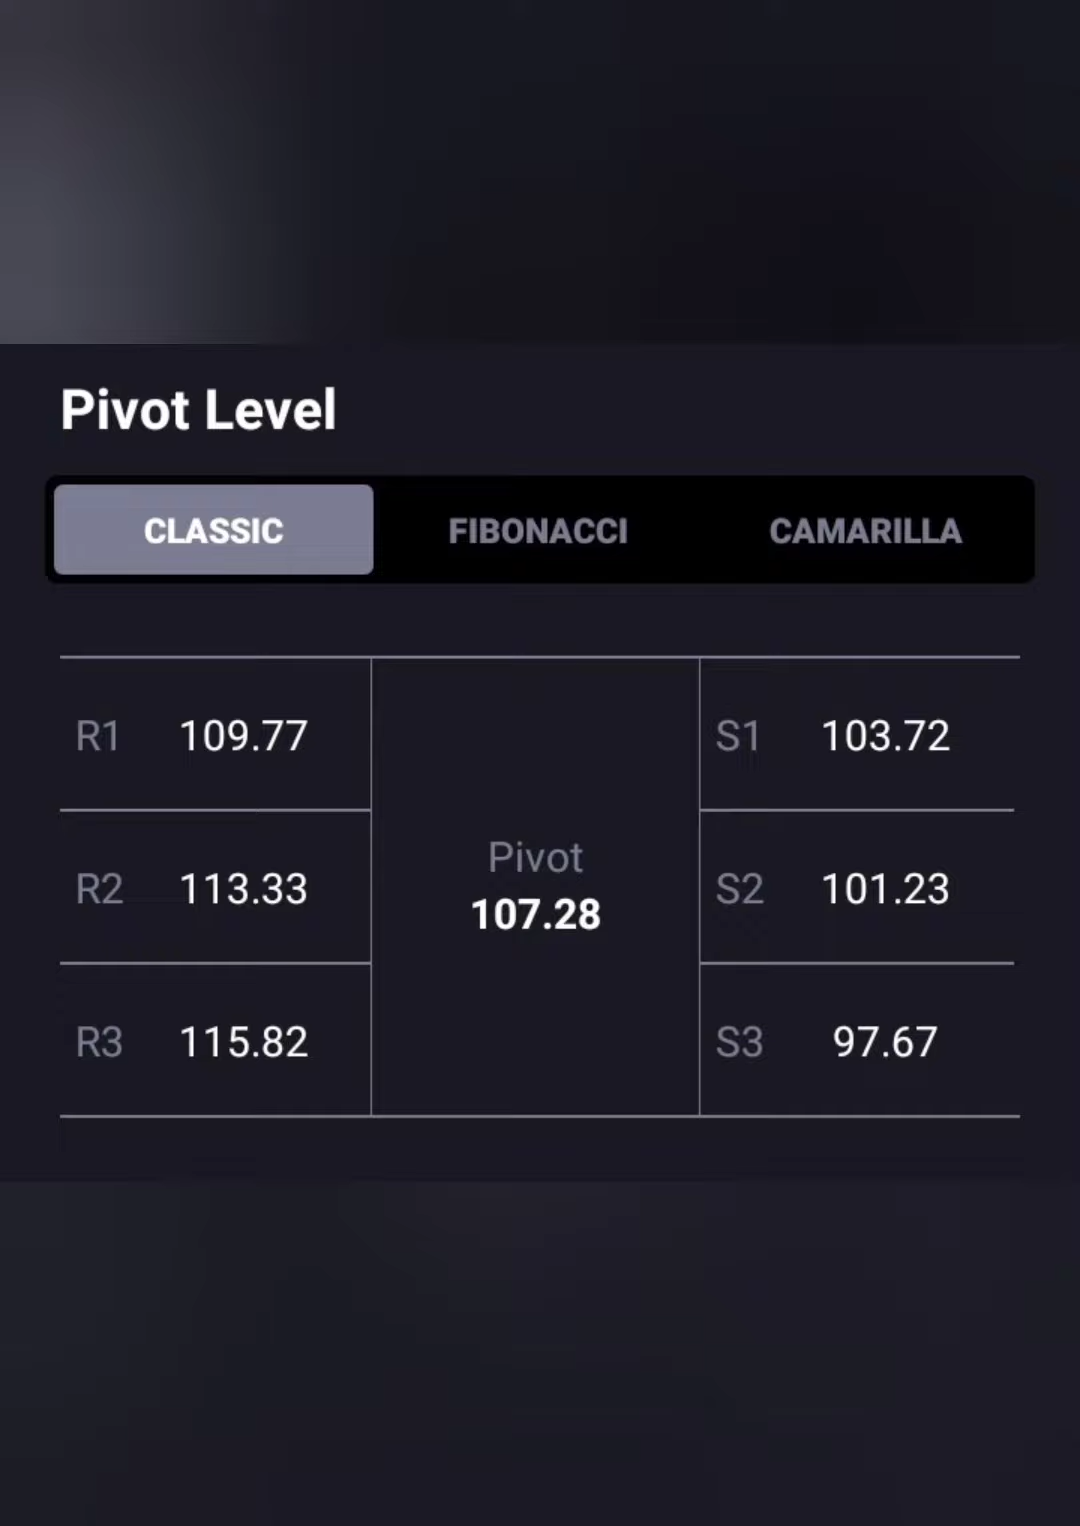 Pivot Level
CLASSIC FIBONACCI CAMARILLA
R1 109.77
R2 113.33
R3 115.82
Pivot
107.28
S1 103.72
S2 101.23
S3 97.67